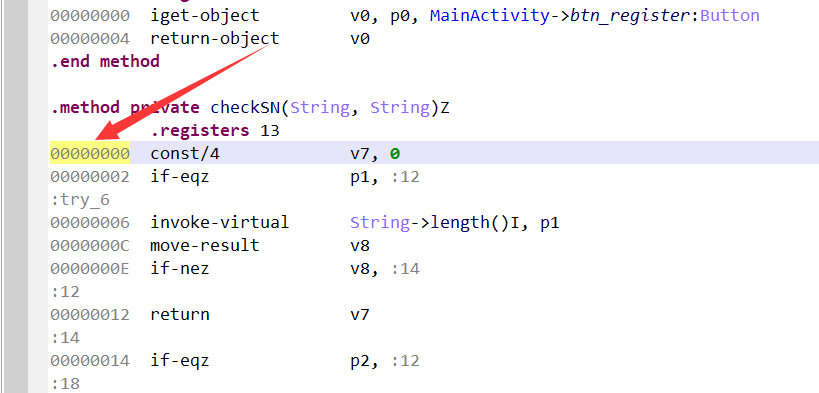 00000000 iget-object v0, p0, MainActivity->btn_register:Button
00000004 return-object v0
.end method
.method private checkSN(String, String)Z
.registers 13
00000000 const/4 v7, 0
00000002 if-eqz p1, :12
:try_6
00000006 invoke-virtual String->length()I, p1
0000000C move-result v8
0000000E if-nez v8, :14
:12
00000012 return v7
:14
00000014 if-eqz p2, :12
:18